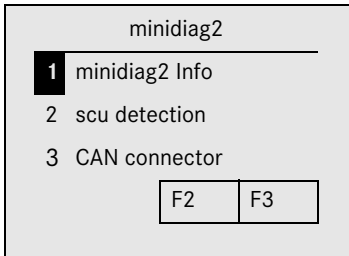 minidiag2
1 minidiag2 Info
2 scu detection
3 CAN connector
F2 F3